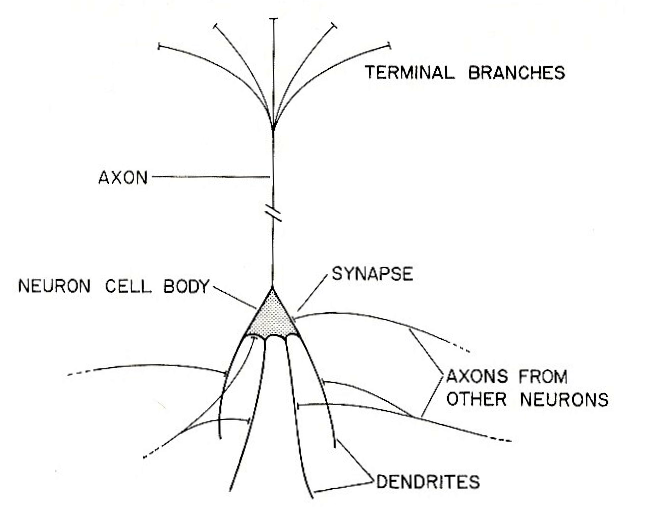 TERMINAL BRANCHES
AXON
SYNAPSE
NEURON CELL BODY
AXONS FROM
OTHER NEURONS
DENDRITES